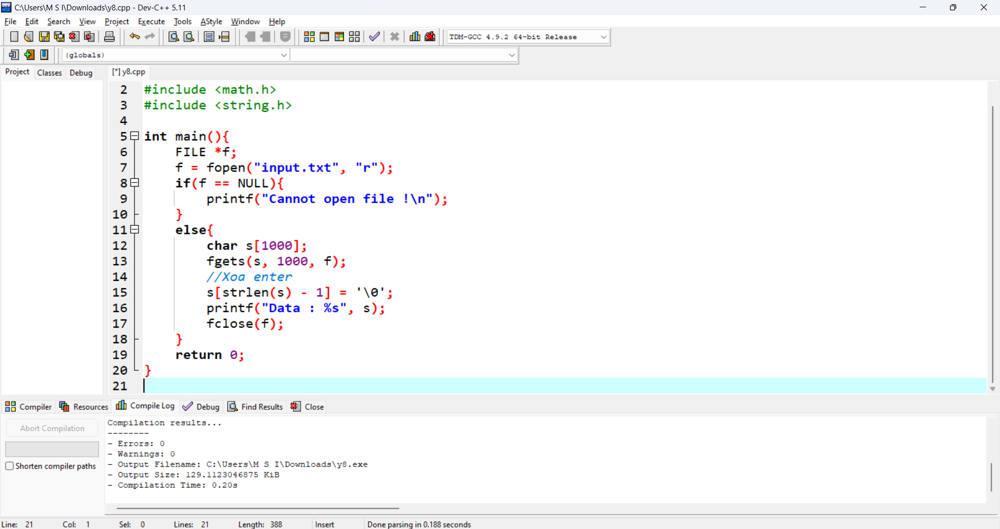 C:\Users\M S I\Downloads\y8.cpp - Dev-C++ 5.11
File Edit Search View Project Execute Tools AStyle Window Help
TDM-GCC 4.9.2 64-bit Release
(globals)
Project Classes Debug
[*] y8.cpp
2 #include <math.h>
3 #include <string.h>
4
5 int main(){
6 FILE *f;
7 f = fopen("input.txt", "r");
8 if(f == NULL){
9 printf("Cannot open file !\n");
10 }
11 else{
12 char s[1000];
13 fgets(s, 1000, f);
14 //Xoa enter
15 s[strlen(s) - 1] = '\0';
16 printf("Data : %s", s);
17 fclose(f);
18 }
19 return 0;
20 }
21
Compiler Resources Compile Log Debug Find Results Close
Abort Compilation
Shorten compiler paths
Compilation results...
--------
- Errors: 0
- Warnings: 0
- Output Filename: C:\Users\M S I\Downloads\y8.exe
- Output Size: 129.1123046875 KiB
- Compilation Time: 0.20s
Line: 21 Col: 1 Sel: 0 Lines: 21 Length: 388 Insert Done parsing in 0.188 seconds